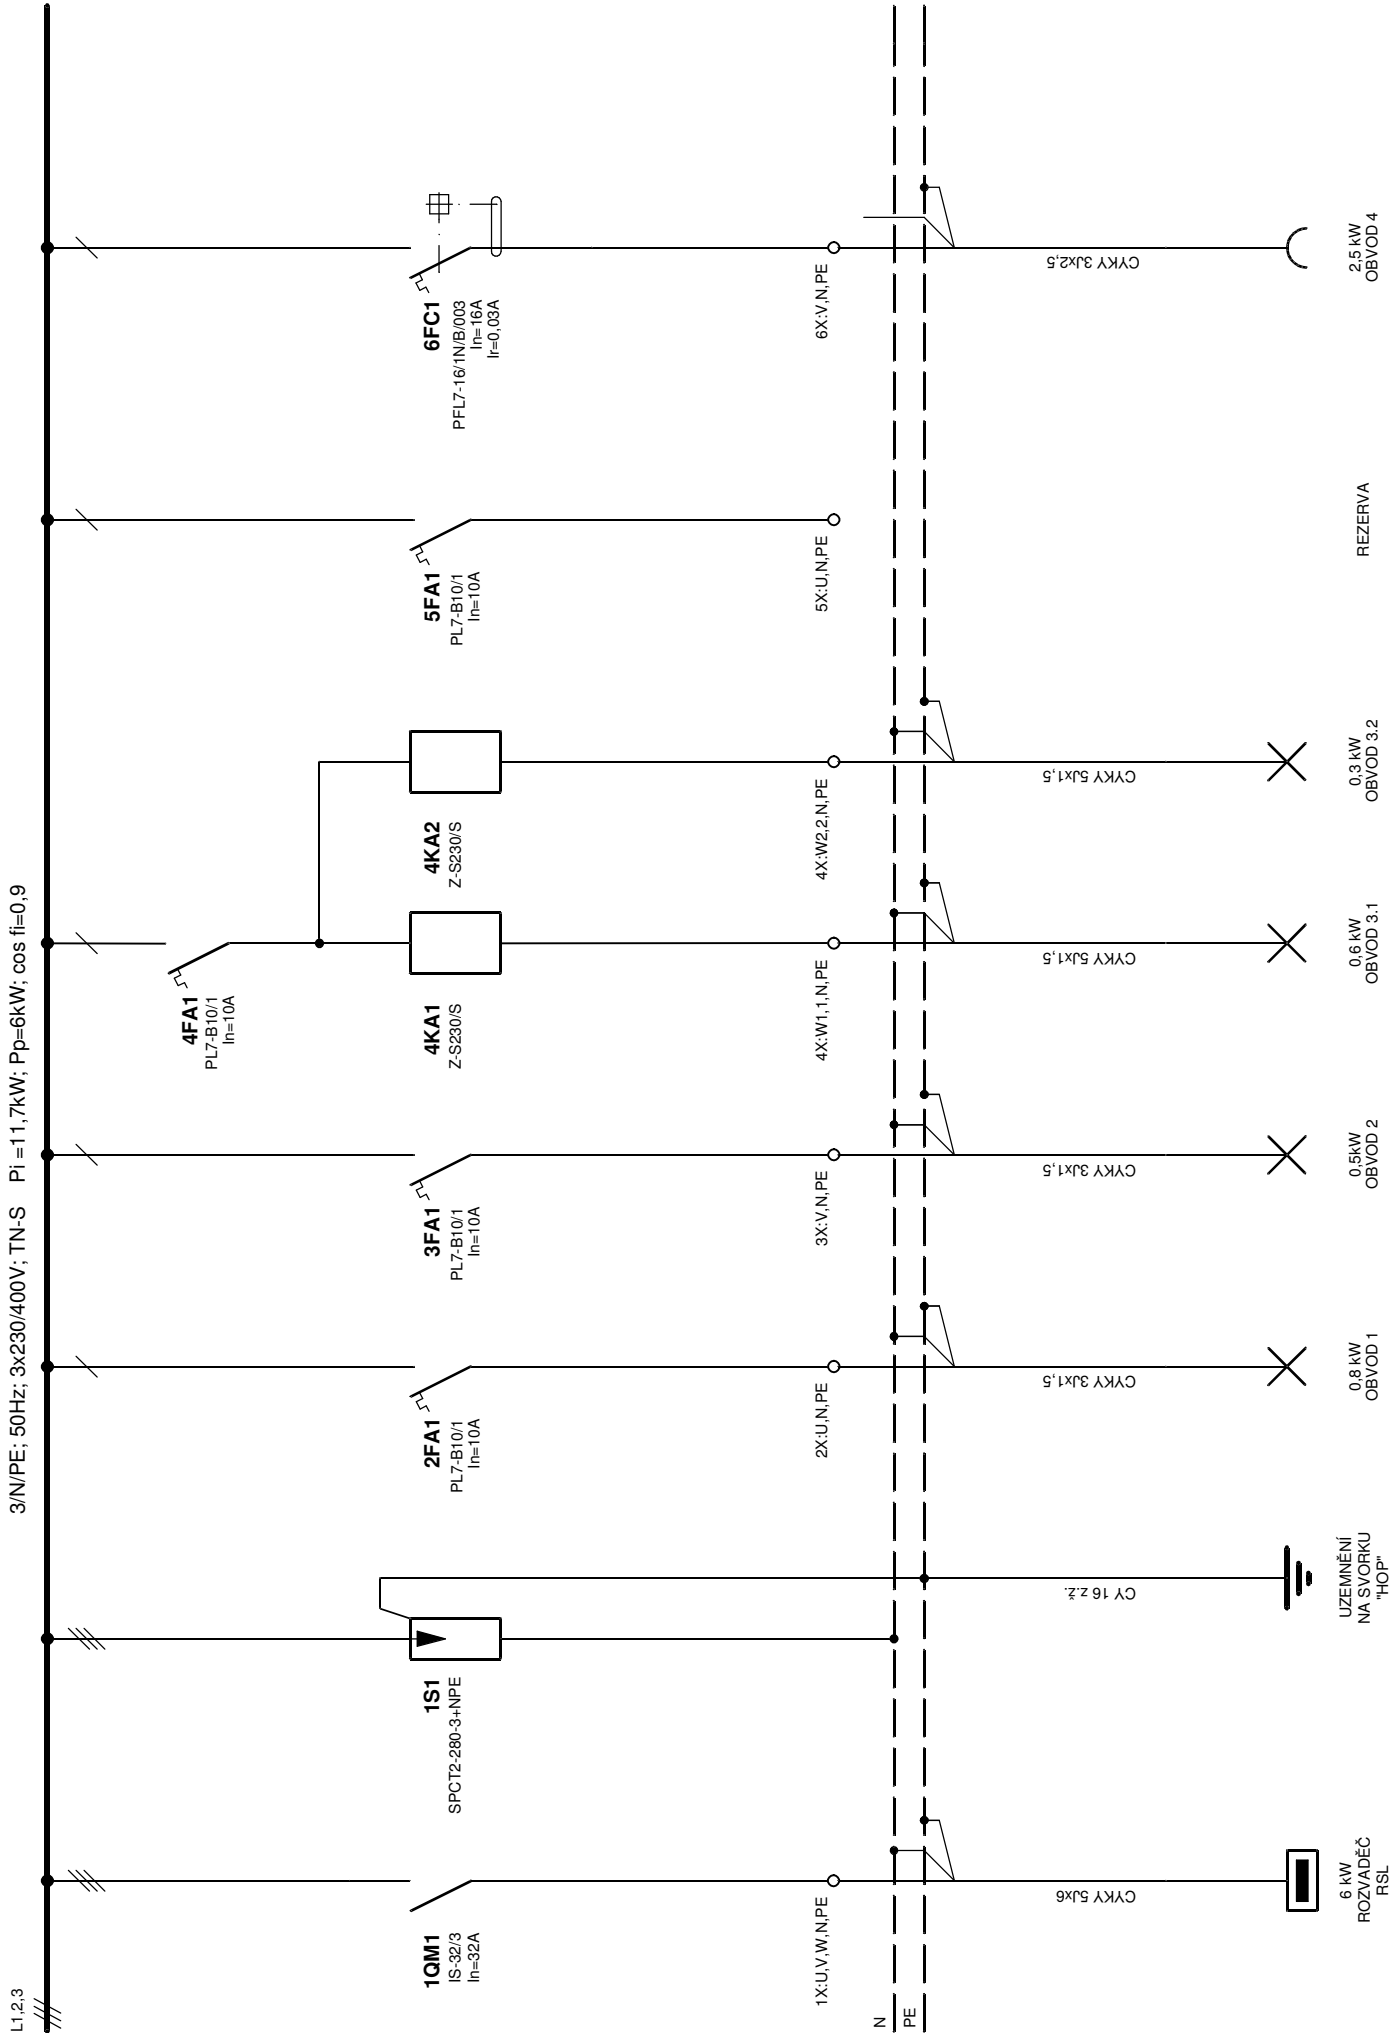 L1,2,3
3/N/PE; 50Hz; 3x230/400V; TN-S Pi =11,7kW; Pp=6kW; cos fi=0,9
1QM1
IS-32/3
In=32A
1X:U,V,W,N,PE
CYKY 5Jx6
6 kW
ROZVADĚČ
RSL
1S1
SPCT2-280-3+NPE
CY 16 z.ž.
UZEMNĚNÍ
NA SVORKU
"HOP"
2FA1
PL7-B10/1
In=10A
2X:U,N,PE
CYKY 3Jx1,5
0,8 kW
OBVOD 1
3FA1
PL7-B10/1
In=10A
3X:V,N,PE
CYKY 3Jx1,5
0,5kW
OBVOD 2
4FA1
PL7-B10/1
In=10A
4KA1
Z-S230/S
4X:W1,1,N,PE
CYKY 5Jx1,5
0,6 kW
OBVOD 3.1
4KA2
Z-S230/S
4X:W2,2,N,PE
CYKY 5Jx1,5
0,3 kW
OBVOD 3.2
5FA1
PL7-B10/1
In=10A
5X:U,N,PE
REZERVA
6FC1
PFL7-16/1N/B/003
In=16A
Ir=0,03A
6X:V,N,PE
CYKY 3Jx2,5
2,5 kW
OBVOD 4
N
PE